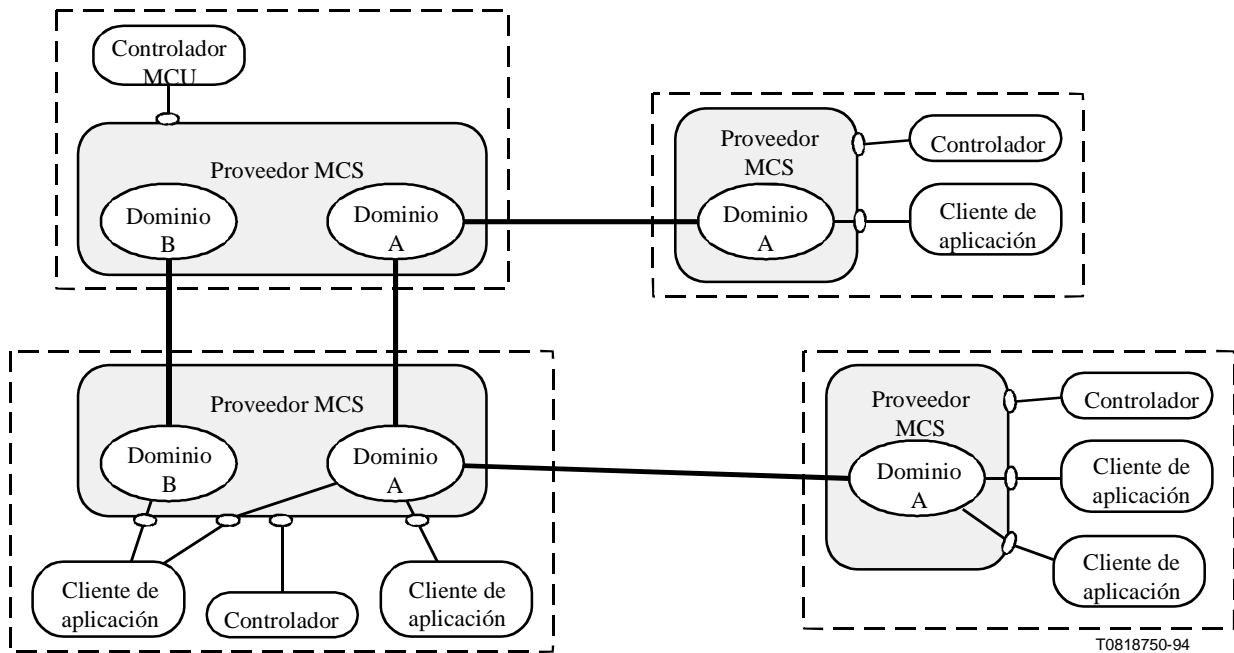 Controlador
MCU
Proveedor MCS
Dominio
B
Dominio
A
Proveedor
MCS
Dominio
A
Controlador
Cliente de
aplicación
Proveedor MCS
Dominio
B
Dominio
A
Cliente de
aplicación
Controlador
Cliente de
aplicación
Proveedor
MCS
Dominio
A
Controlador
Cliente de
aplicación
Cliente de
aplicación
T0818750-94